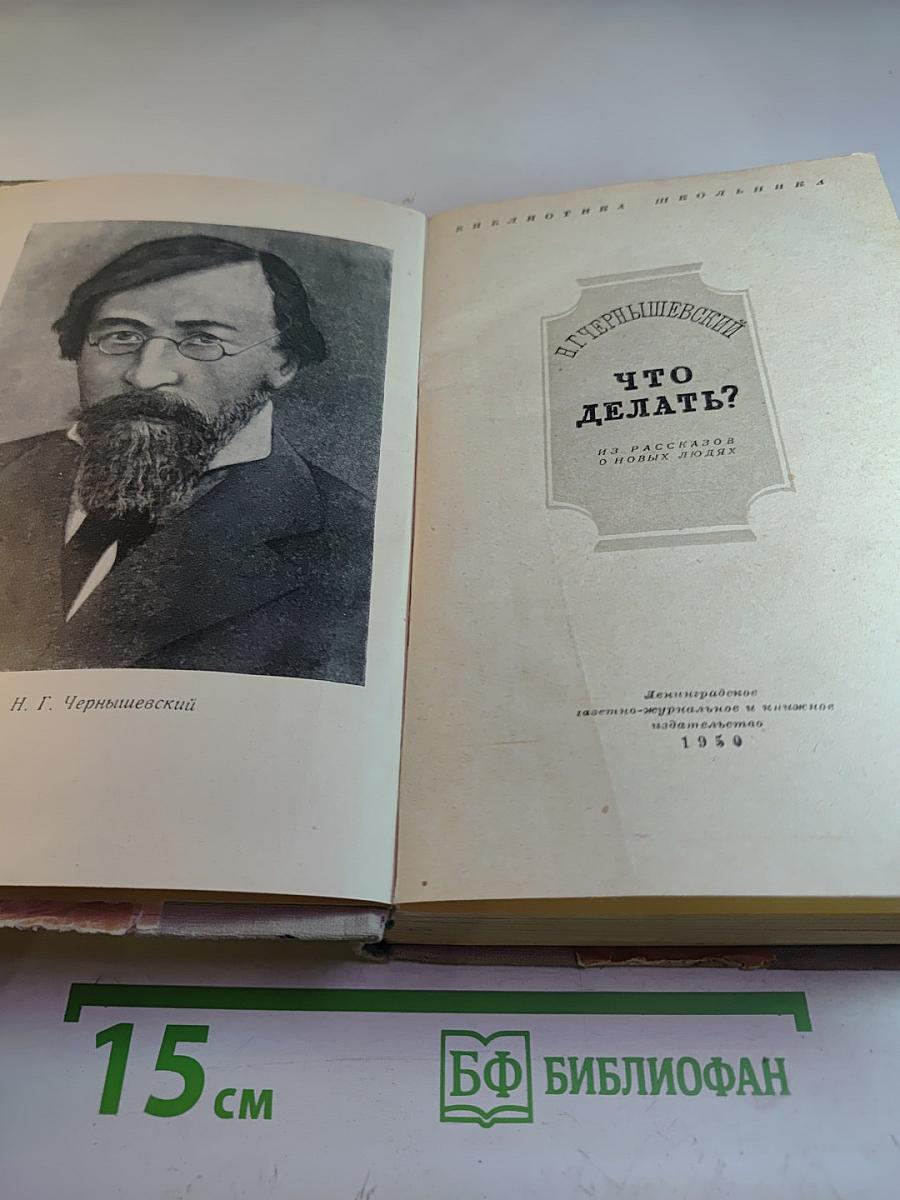 Н. Г. Чернышевский
БИБЛИОТЕКА ШКОЛЬНИКА
Н.Г.ЧЕРНЫШЕВСКИЙ
ЧТО
ДЕЛАТЬ?
ИЗ РАССКАЗОВ
О НОВЫХ ЛЮДЯХ
Ленинградское
газетно-журнальное и книжное
издательство
1950
15 см
БФ БИБЛИОФАН